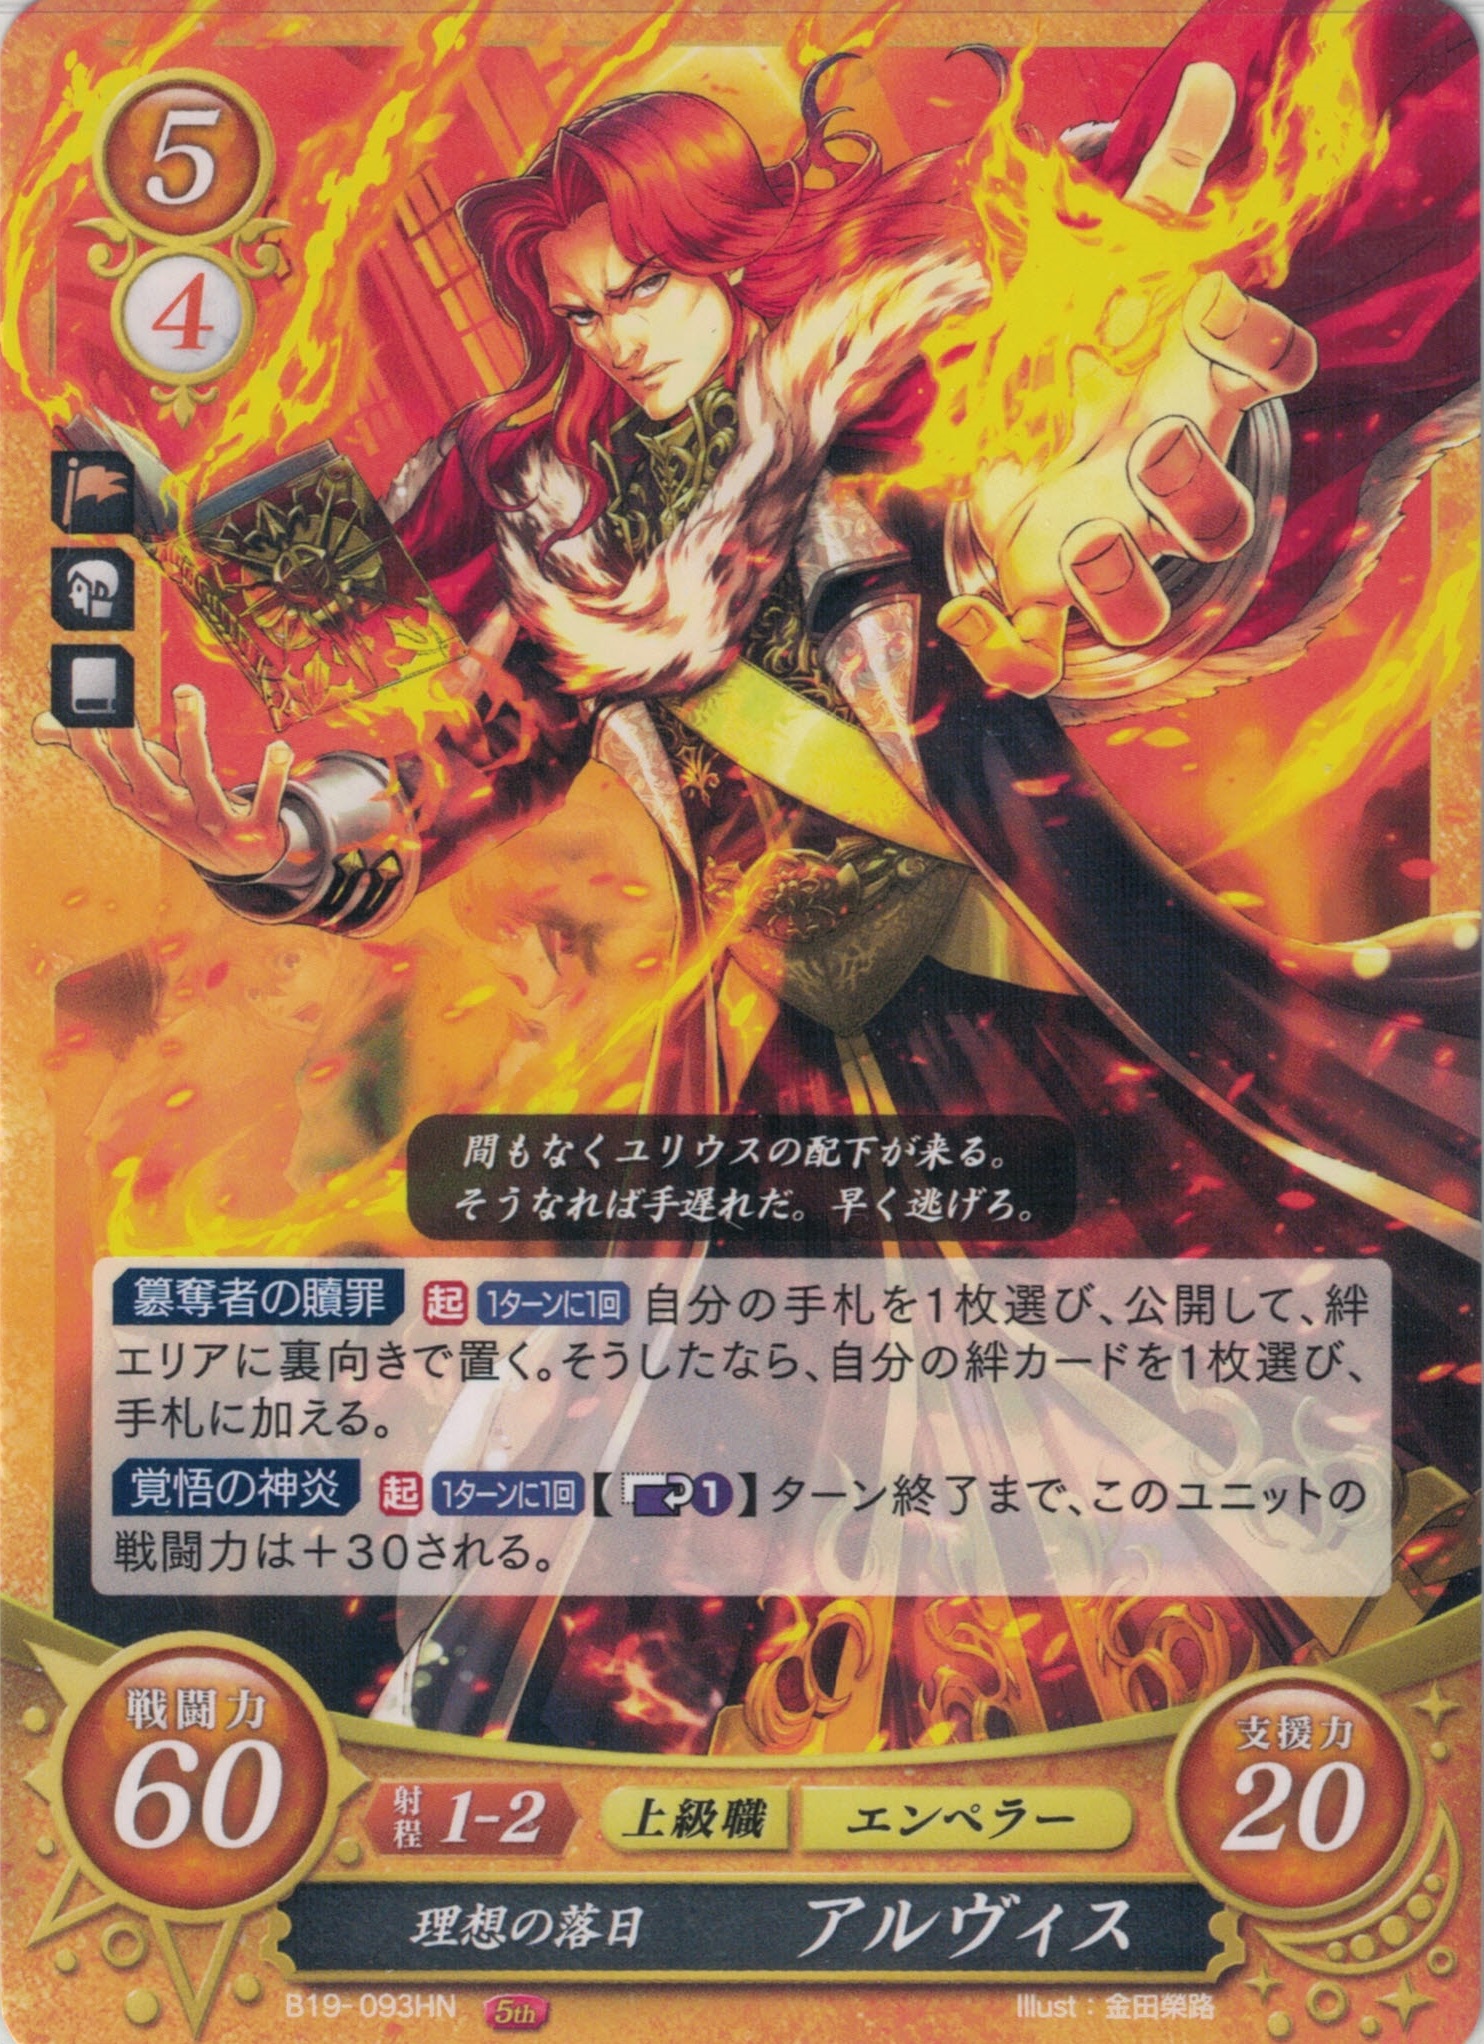 5
4
間もなくユリウスの配下が来る。
そうなれば手遅れだ。早く逃げろ。
簒奪者の贖罪 起 1ターンに1回 自分の手札を1枚選び、公開して、絆
エリアに裏向きで置く。そうしたなら、自分の絆カードを1枚選び、
手札に加える。
覚悟の神炎 起 1ターンに1回【1】ターン終了まで、このユニットの
戦闘力は＋30される。
戦闘力
60
射程 1-2
上級職
エンペラー
支援力
20
理想の落日 アルヴィス
B19-093HN 5th
Illust：金田榮路